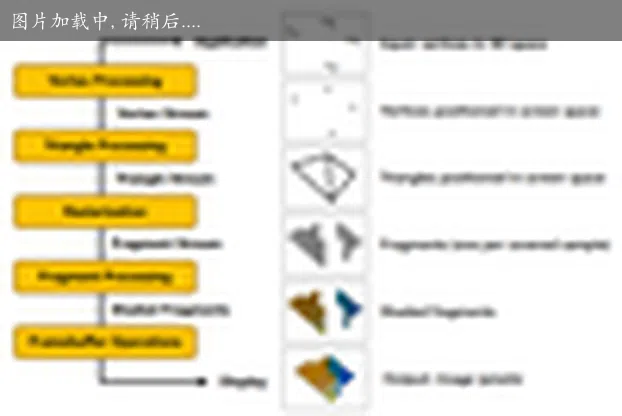 图片加载中, 请稍后....
Application
Input: vertices in 3D space
Vertex Processing
Vertex Stream
Vertices positioned in screen space
Triangle Processing
Triangle Stream
Triangles positioned in screen space
Rasterization
Fragment Stream
Fragments (one per covered sample)
Fragment Processing
Shaded Fragments
Shaded fragments
Framebuffer Operations
Display
Output: image (pixels)